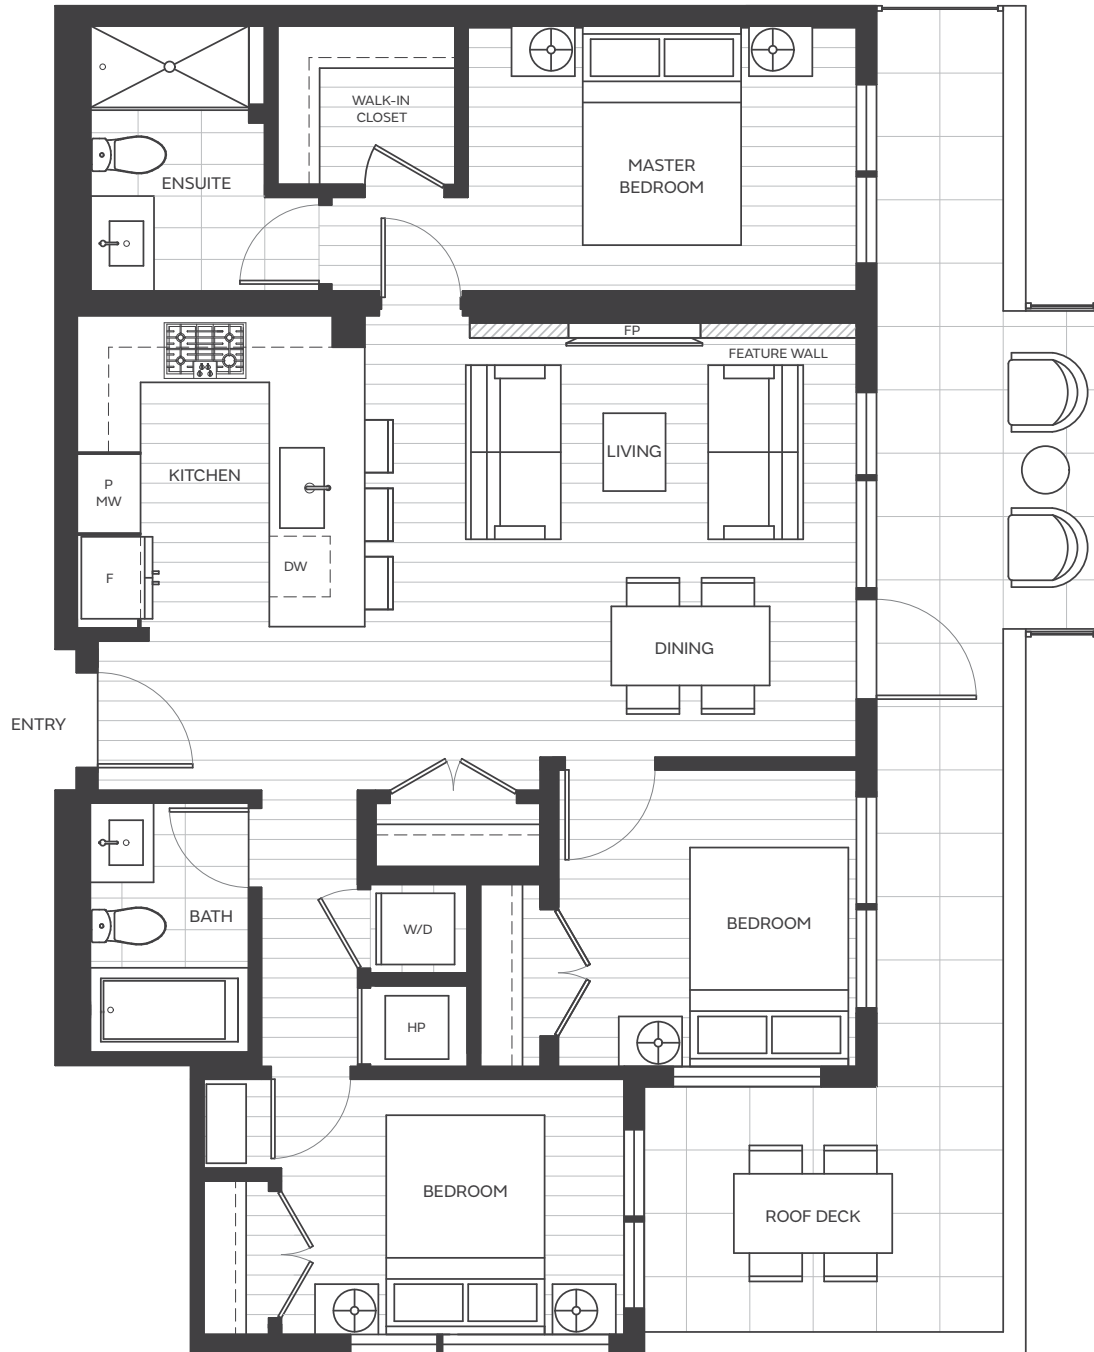 WALK-IN
CLOSET
MASTER
BEDROOM
ENSUITE
FP
FEATURE WALL
LIVING
KITCHEN
P
MW
F
DW
DINING
ENTRY
BATH
W/D
BEDROOM
HP
BEDROOM
ROOF DECK